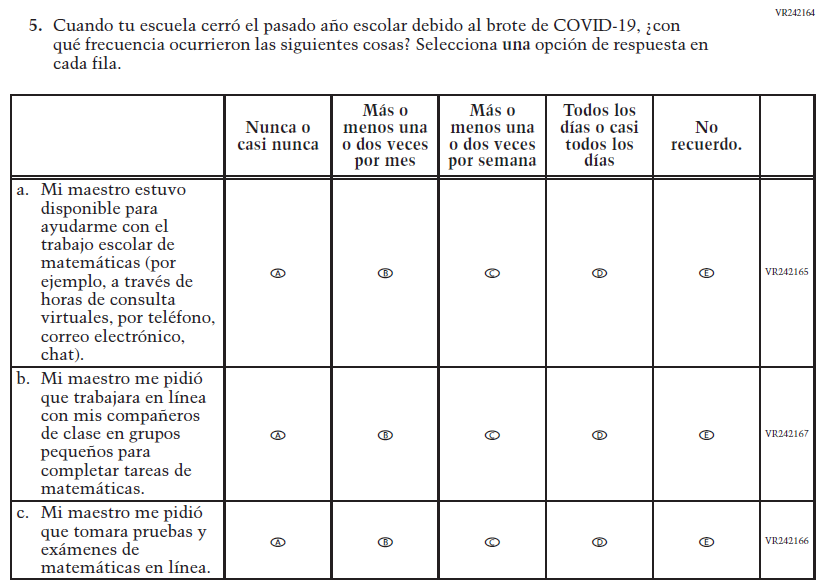 VR242164
5. Cuando tu escuela cerró el pasado año escolar debido al brote de COVID-19, ¿con
qué frecuencia ocurrieron las siguientes cosas? Selecciona una opción de respuesta en
cada fila.
Nunca o
casi nunca
Más o
menos una
o dos veces
por mes
Más o
menos una
o dos veces
por semana
Todos los
días o casi
todos los
días
No
recuerdo.
a. Mi maestro estuvo
disponible para
ayudarme con el
trabajo escolar de
matemáticas (por
ejemplo, a través de
horas de consulta
virtuales, por teléfono,
correo electrónico,
chat).
A B C D E VR242165
b. Mi maestro me pidió
que trabajara en línea
con mis compañeros
de clase en grupos
pequeños para
completar tareas de
matemáticas.
A B C D E VR242167
c. Mi maestro me pidió
que tomara pruebas y
exámenes de
matemáticas en línea.
A B C D E VR242166